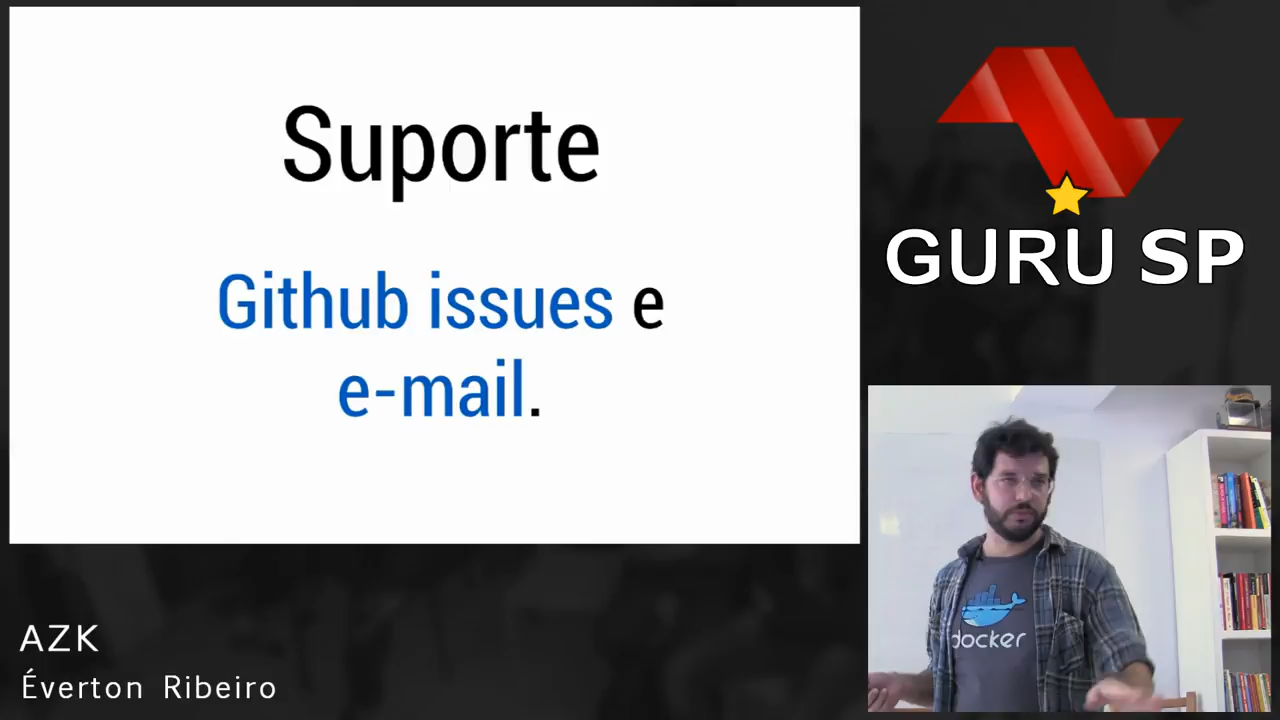 Suporte
Github issues e
e-mail.
GURU SP
docker
AZK
Éverton Ribeiro